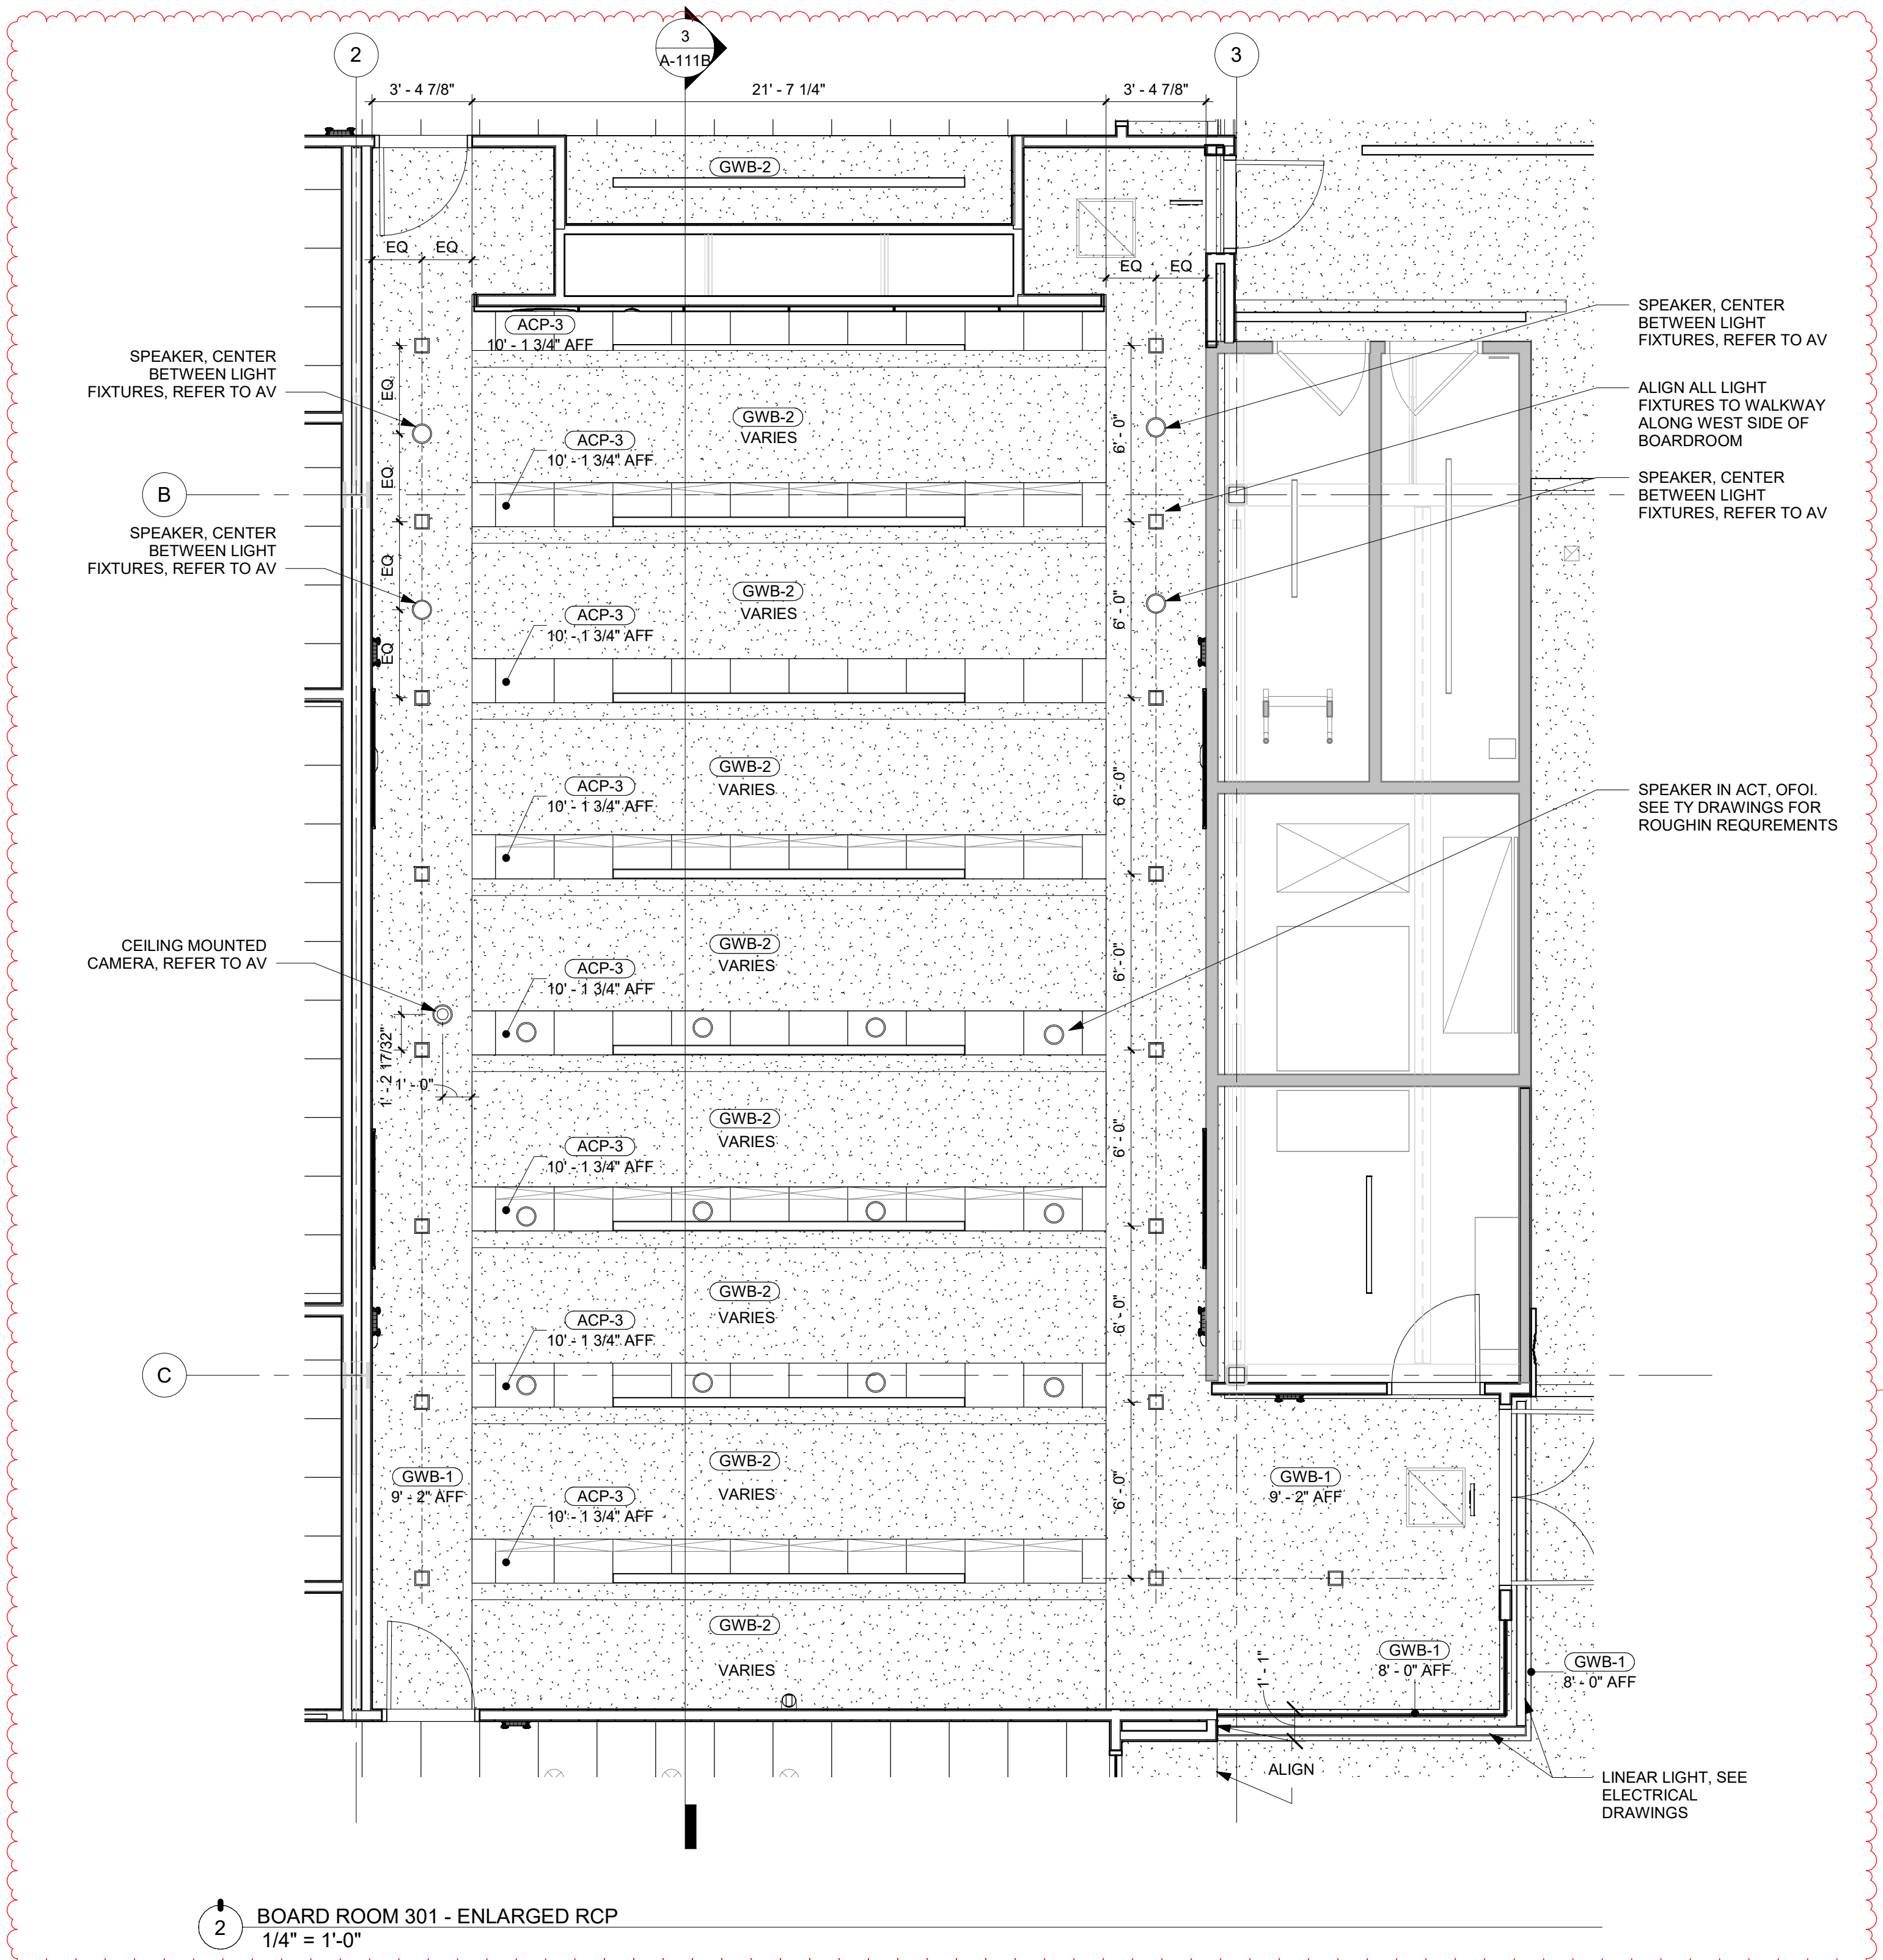 2
3
A-111B
3
3' - 4 7/8"
21' - 7 1/4"
3' - 4 7/8"
GWB-2
EQ
EQ
EQ
EQ
ACP-3
10' - 1 3/4" AFF
SPEAKER, CENTER
BETWEEN LIGHT
FIXTURES, REFER TO AV
SPEAKER, CENTER
BETWEEN LIGHT
FIXTURES, REFER TO AV
EQ
ALIGN ALL LIGHT
FIXTURES TO WALKWAY
ALONG WEST SIDE OF
BOARDROOM
GWB-2
VARIES
6' - 0"
ACP-3
10' - 1 3/4" AFF
B
EQ
SPEAKER, CENTER
BETWEEN LIGHT
FIXTURES, REFER TO AV
SPEAKER, CENTER
BETWEEN LIGHT
FIXTURES, REFER TO AV
EQ
GWB-2
VARIES
6' - 0"
ACP-3
10' - 1 3/4" AFF
EQ
GWB-2
VARIES
6' - 0"
ACP-3
10' - 1 3/4" AFF
SPEAKER IN ACT, OFOI.
SEE TY DRAWINGS FOR
ROUGHIN REQUREMENTS
CEILING MOUNTED
CAMERA, REFER TO AV
GWB-2
VARIES
6' - 0"
ACP-3
10' - 1 3/4" AFF
1' - 2 17/32"
1' - 0"
GWB-2
VARIES
6' - 0"
ACP-3
10' - 1 3/4" AFF
GWB-2
VARIES
6' - 0"
ACP-3
10' - 1 3/4" AFF
C
GWB-2
VARIES
6' - 0"
GWB-1
9' - 2" AFF
ACP-3
10' - 1 3/4" AFF
GWB-1
9' - 2" AFF
GWB-2
VARIES
1' - 1"
GWB-1
8' - 0" AFF
GWB-1
8' - 0" AFF
ALIGN
LINEAR LIGHT, SEE
ELECTRICAL
DRAWINGS
2
BOARD ROOM 301 - ENLARGED RCP
1/4" = 1'-0"